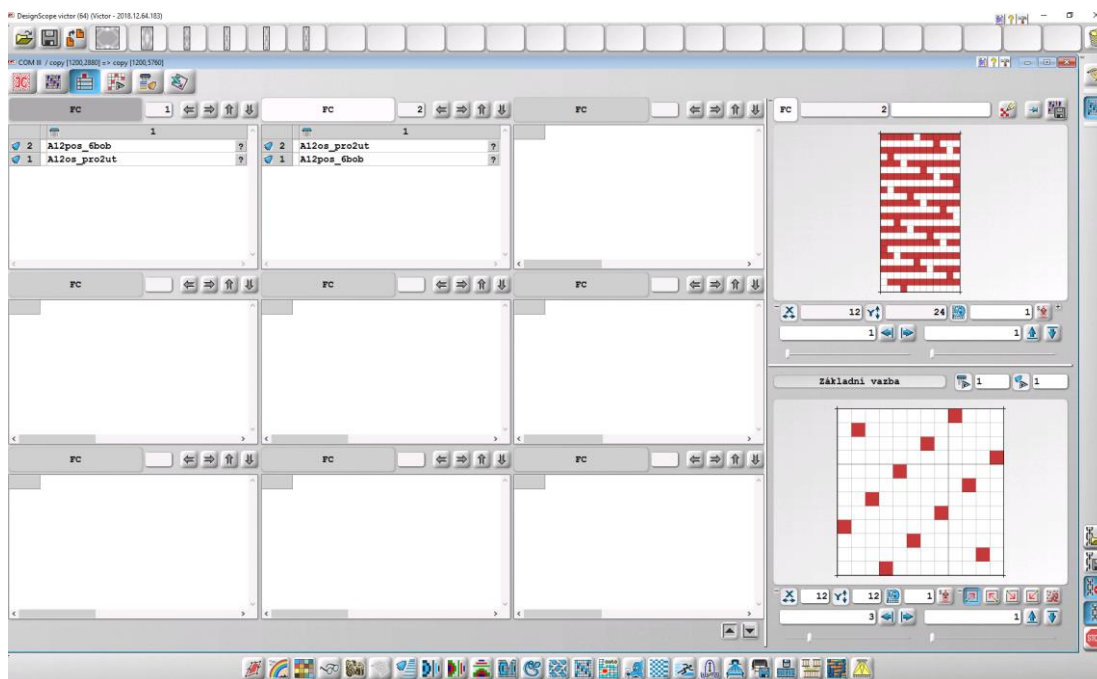 DesignScope victor (64) (Victor - 2018.12.64.183)
COM III / copy [1200,2880] => copy [1200,5760]
3C
FC 1
FC 2
FC
FC 2
1
2 A12pos_6bob ?
1 A12os_pro2ut ?
1
2 A12os_pro2ut ?
1 A12pos_6bob ?
FC
FC
FC
12 24 1
1 1
Základní vazba 1 1
FC
FC
FC
12 12 1
3 1
STOP